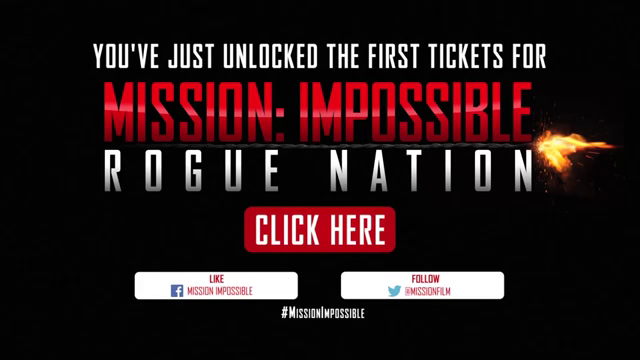 YOU'VE JUST UNLOCKED THE FIRST TICKETS FOR
MISSION: IMPOSSIBLE
ROGUE NATION
CLICK HERE
LIKE
MISSION IMPOSSIBLE
FOLLOW
@MISSIONFILM
#MISSIONIMPOSSIBLE